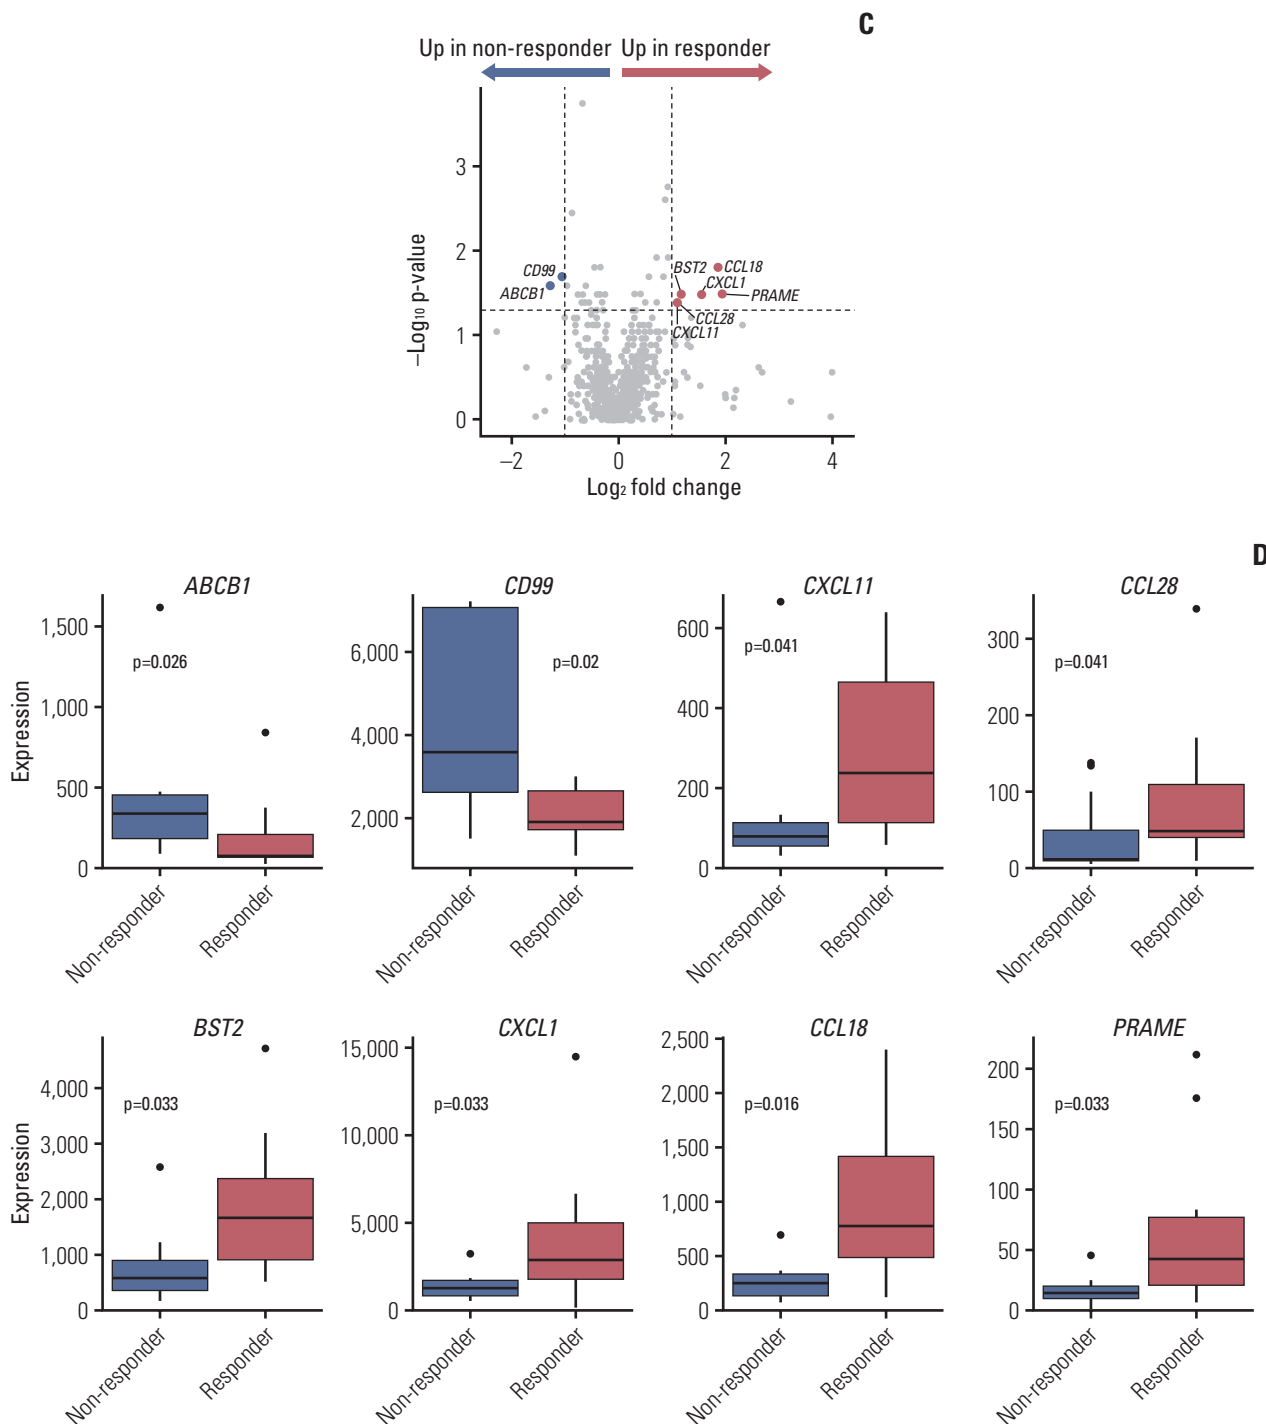 C
Up in non-responder Up in responder
3
2
1
0
−Log₁₀ p-value
CD99
ABCB1
BST2
CCL18
CXCL1
PRAME
CCL28
CXCL11
−2 0 2 4
Log₂ fold change
D
ABCB1
1,500
1,000
500
0
Expression
p=0.026
Non-responder
Responder
CD99
6,000
4,000
2,000
p=0.02
Non-responder
Responder
CXCL11
600
400
200
0
p=0.041
Non-responder
Responder
CCL28
300
200
100
0
p=0.041
Non-responder
Responder
BST2
4,000
3,000
2,000
1,000
0
Expression
p=0.033
Non-responder
Responder
CXCL1
15,000
10,000
5,000
0
p=0.033
Non-responder
Responder
CCL18
2,500
2,000
1,500
1,000
500
0
p=0.016
Non-responder
Responder
PRAME
200
150
100
50
0
p=0.033
Non-responder
Responder